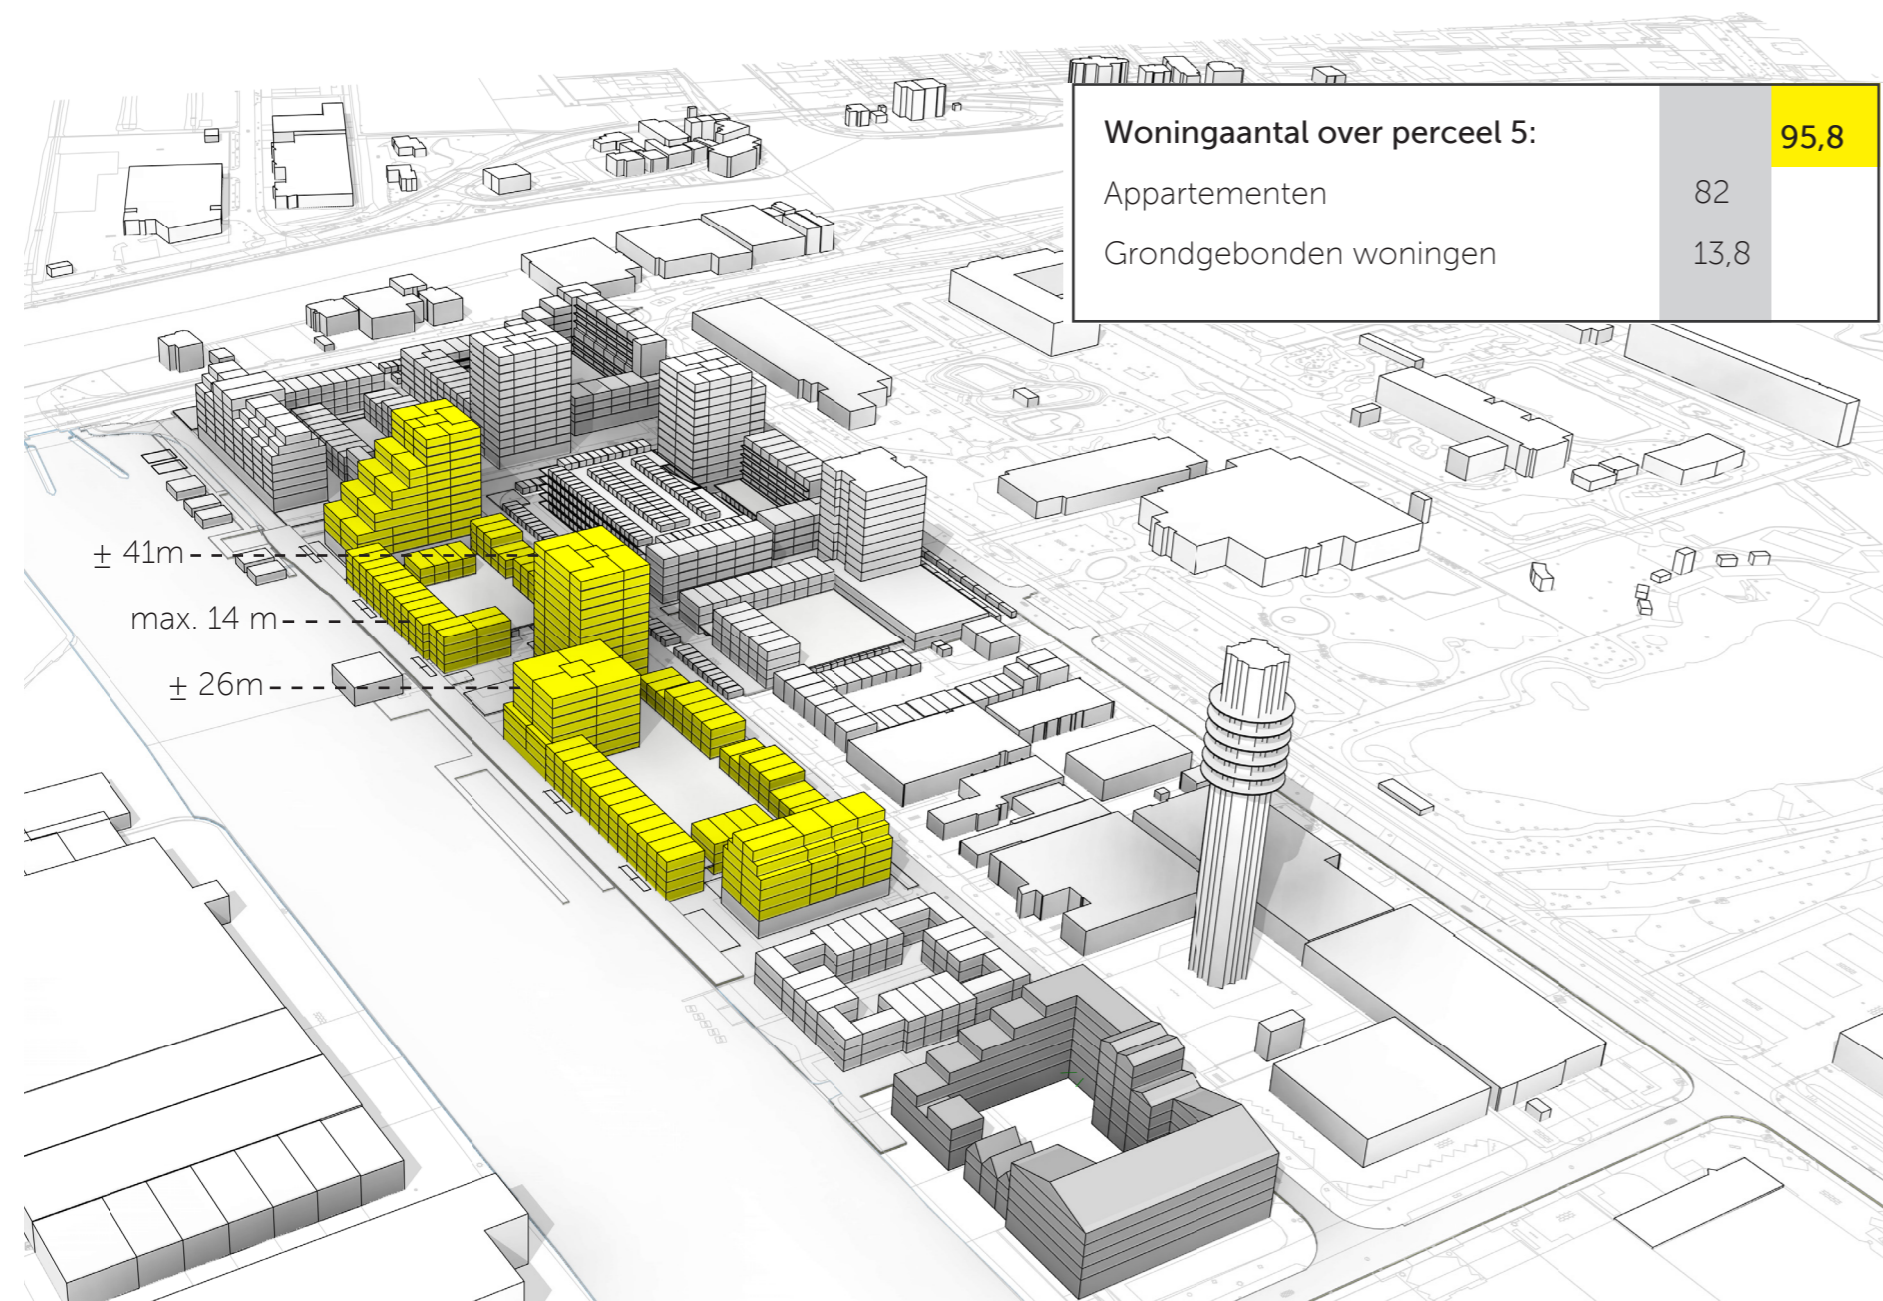 Woningaantal over perceel 5: 95,8
Appartementen 82
Grondgebonden woningen 13,8
± 41m
max. 14 m
± 26m